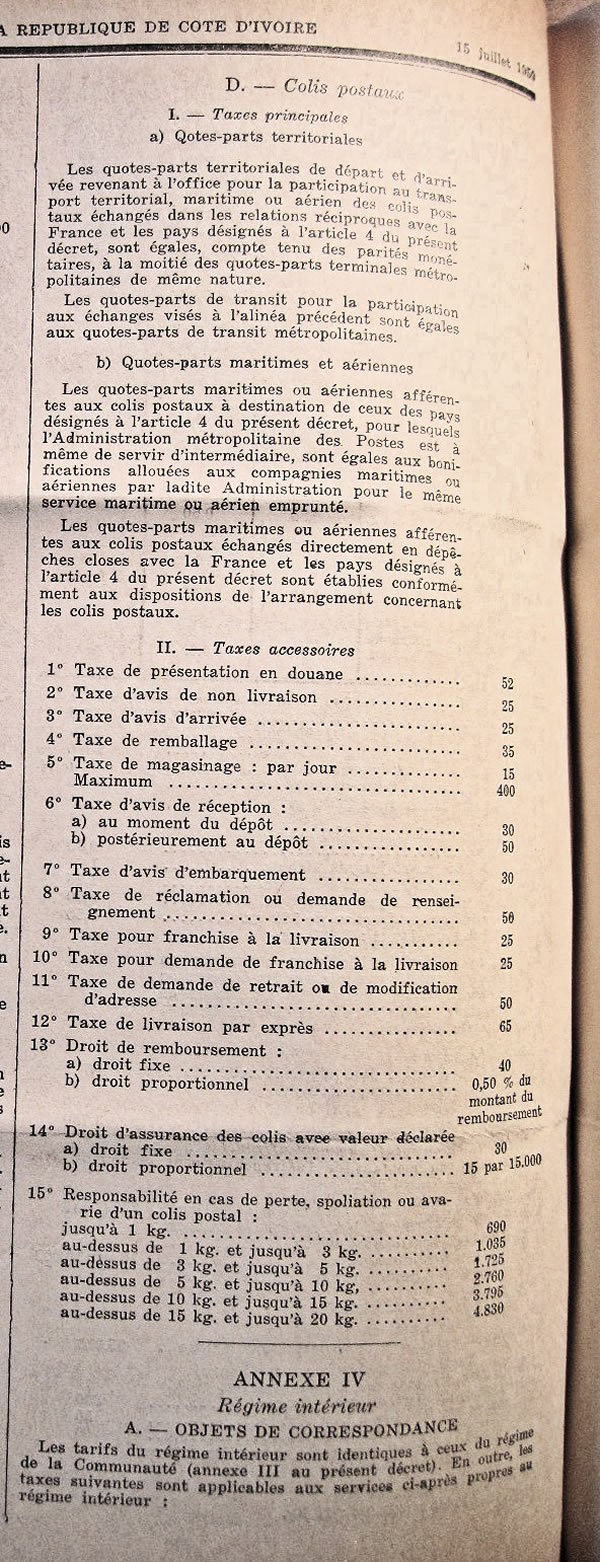 A REPUBLIQUE DE COTE D'IVOIRE
15 juillet 1960
D. — Colis postaux
I. — Taxes principales
a) Qotes-parts territoriales
Les quotes-parts territoriales de départ et d'arri-
vée revenant à l'office pour la participation au trans-
port territorial, maritime ou aérien des colis pos-
taux échangés dans les relations réciproques avec la
France et les pays désignés à l'article 4 du présent
décret, sont égales, compte tenu des parités moné-
taires, à la moitié des quotes-parts terminales métro-
politaines de même nature.
Les quotes-parts de transit pour la participation
aux échanges visés à l'alinéa précédent sont égales
aux quotes-parts de transit métropolitaines.
b) Quotes-parts maritimes et aériennes
Les quotes-parts maritimes ou aériennes afféren-
tes aux colis postaux à destination de ceux des pays
désignés à l'article 4 du présent décret, pour lesquels
l'Administration métropolitaine des Postes est à
même de servir d'intermédiaire, sont égales aux boni-
fications allouées aux compagnies maritimes ou
aériennes par ladite Administration pour le même
service maritime ou aérien emprunté.
Les quotes-parts maritimes ou aériennes afféren-
tes aux colis postaux échangés directement en dépê-
ches closes avec la France et les pays désignés à
l'article 4 du présent décret sont établies conformé-
ment aux dispositions de l'arrangement concernant
les colis postaux.
II. — Taxes accessoires
1° Taxe de présentation en douane ............. 52
2° Taxe d'avis de non livraison ................ 25
3° Taxe d'avis d'arrivée ........................ 25
4° Taxe de remballage ......................... 35
5° Taxe de magasinage : par jour .............. 15
Maximum ................................... 400
6° Taxe d'avis de réception :
a) au moment du dépôt ..................... 30
b) postérieurement au dépôt ................ 50
7° Taxe d'avis d'embarquement ................ 30
8° Taxe de réclamation ou demande de rensei-
gnement .................................. 50
9° Taxe pour franchise à la livraison ........... 25
10° Taxe pour demande de franchise à la livraison 25
11° Taxe de demande de retrait ou de modification
d'adresse ................................. 50
12° Taxe de livraison par exprès ................ 65
13° Droit de remboursement :
a) droit fixe ................................. 40
b) droit proportionnel ...................... 0,50 % du
montant du
remboursement
14° Droit d'assurance des colis avec valeur déclarée
a) droit fixe ................................. 30
b) droit proportionnel ...................... 15 par 15.000
15° Responsabilité en cas de perte, spoliation ou ava-
rie d'un colis postal :
jusqu'à 1 kg. ............................... 690
au-dessus de 1 kg. et jusqu'à 3 kg. .......... 1.035
au-dessus de 3 kg. et jusqu'à 5 kg. .......... 1.725
au-dessus de 5 kg. et jusqu'à 10 kg, .......... 2.760
au-dessus de 10 kg. et jusqu'à 15 kg. .......... 3.795
au-dessus de 15 kg. et jusqu'à 20 kg. .......... 4.830
ANNEXE IV
Régime intérieur
A. — OBJETS DE CORRESPONDANCE
Les tarifs du régime intérieur sont identiques à ceux du régime
de la Communauté (annexe III au présent décret). En outre, les
taxes suivantes sont applicables aux services ci-après propres au
régime intérieur :